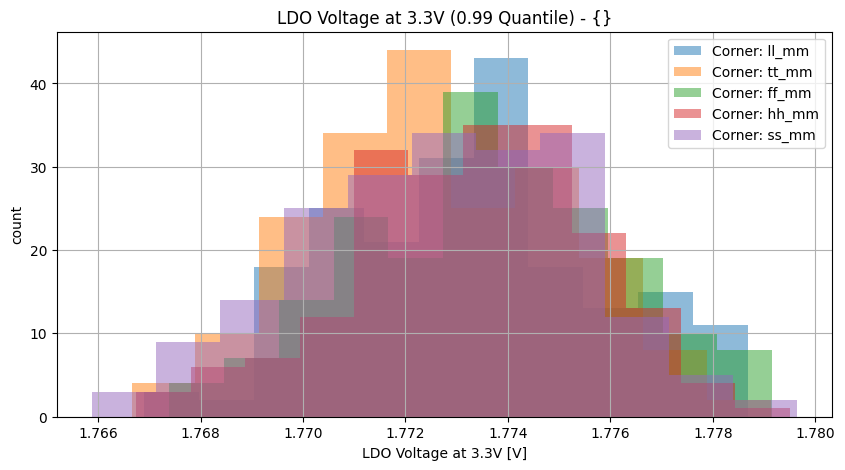 LDO Voltage at 3.3V (0.99 Quantile) - {}
Corner: ll_mm
Corner: tt_mm
Corner: ff_mm
Corner: hh_mm
Corner: ss_mm
count
40
30
20
10
0
1.766 1.768 1.770 1.772 1.774 1.776 1.778 1.780
LDO Voltage at 3.3V [V]